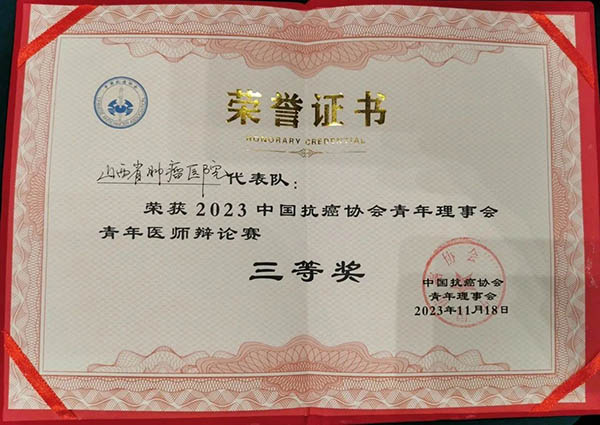 荣誉证书
HONORARY CREDENTIAL
山西省肿瘤医院代表队：
荣获2023中国抗癌协会青年理事会
青年医师辩论赛
三等奖
中国抗癌协会
青年理事会
2023年11月18日